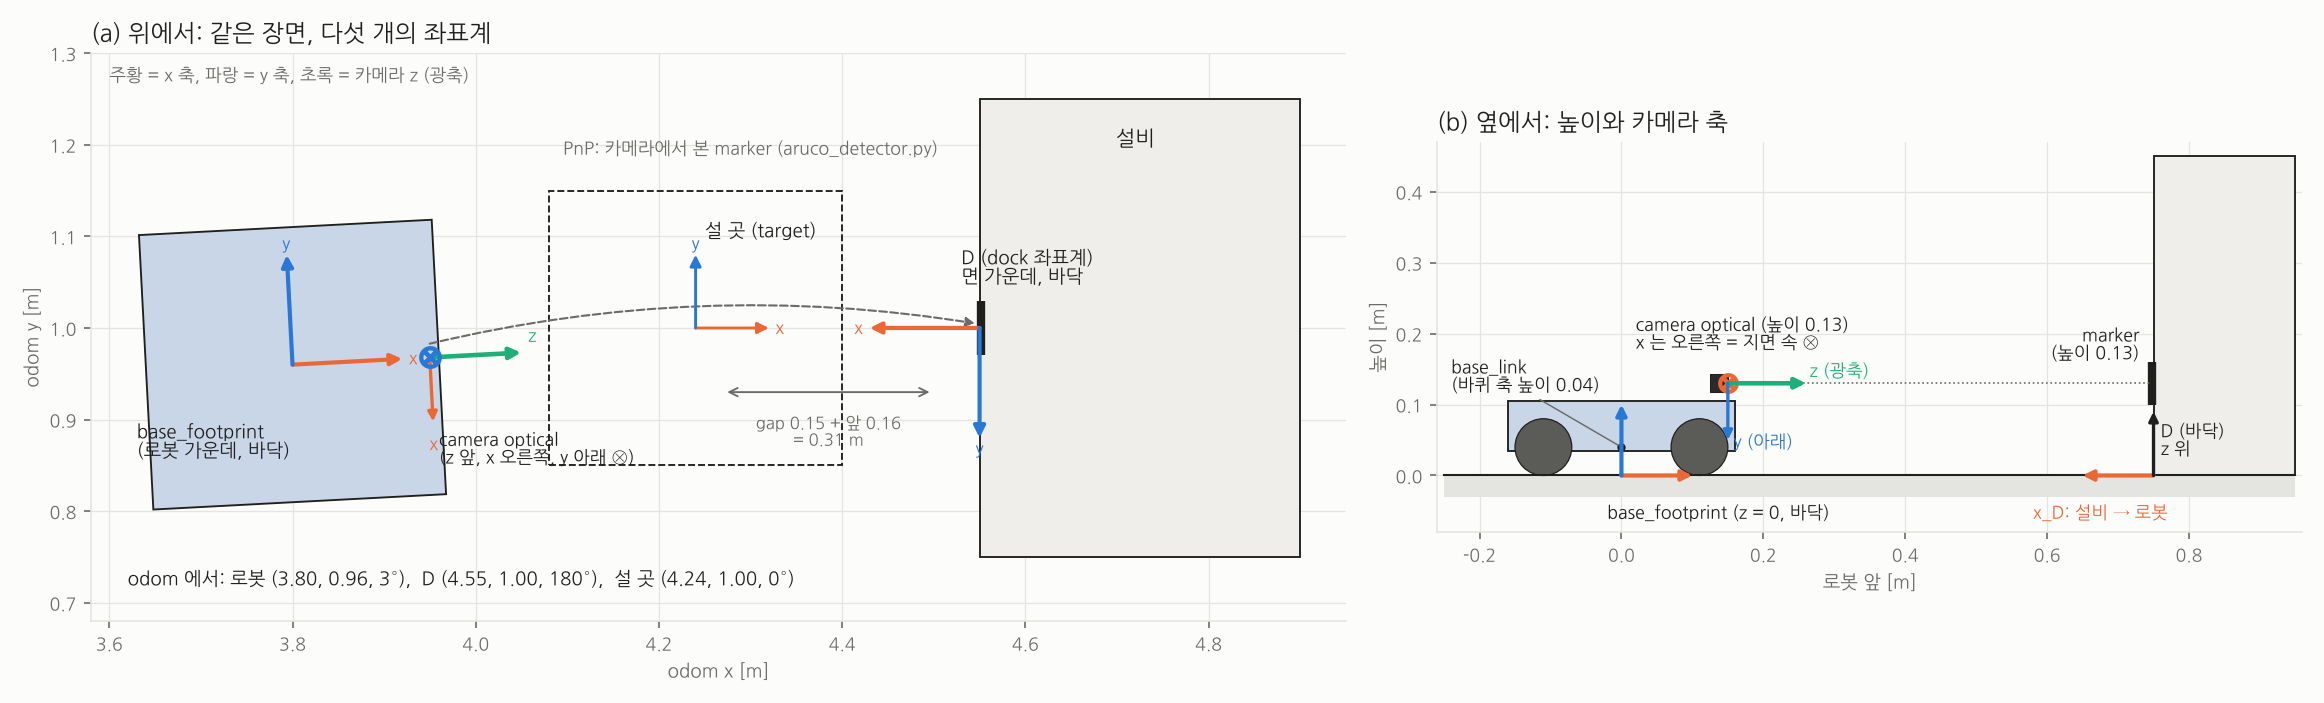 (a) 위에서: 같은 장면, 다섯 개의 좌표계
주황 = x 축, 파랑 = y 축, 초록 = 카메라 z (광축)
PnP: 카메라에서 본 marker (aruco_detector.py)
설비
설 곳 (target)
D (dock 좌표계)
면 가운데, 바닥
y
x
y
x
x
y
z
x
base_footprint
(로봇 가운데, 바닥)
camera optical
(z 앞, x 오른쪽, y 아래 ⊗)
gap 0.15 + 앞 0.16
= 0.31 m
odom 에서: 로봇 (3.80, 0.96, 3°), D (4.55, 1.00, 180°), 설 곳 (4.24, 1.00, 0°)
odom y [m]
1.3
1.2
1.1
1.0
0.9
0.8
0.7
3.6
3.8
4.0
4.2
4.4
4.6
4.8
odom x [m]
(b) 옆에서: 높이와 카메라 축
높이 [m]
0.4
0.3
0.2
0.1
0.0
camera optical (높이 0.13)
x 는 오른쪽 = 지면 속 ⊗
marker
(높이 0.13)
base_link
(바퀴 축 높이 0.04)
z (광축)
y (아래)
D (바닥)
z 위
base_footprint (z = 0, 바닥)
x_D: 설비 → 로봇
-0.2
0.0
0.2
0.4
0.6
0.8
로봇 앞 [m]